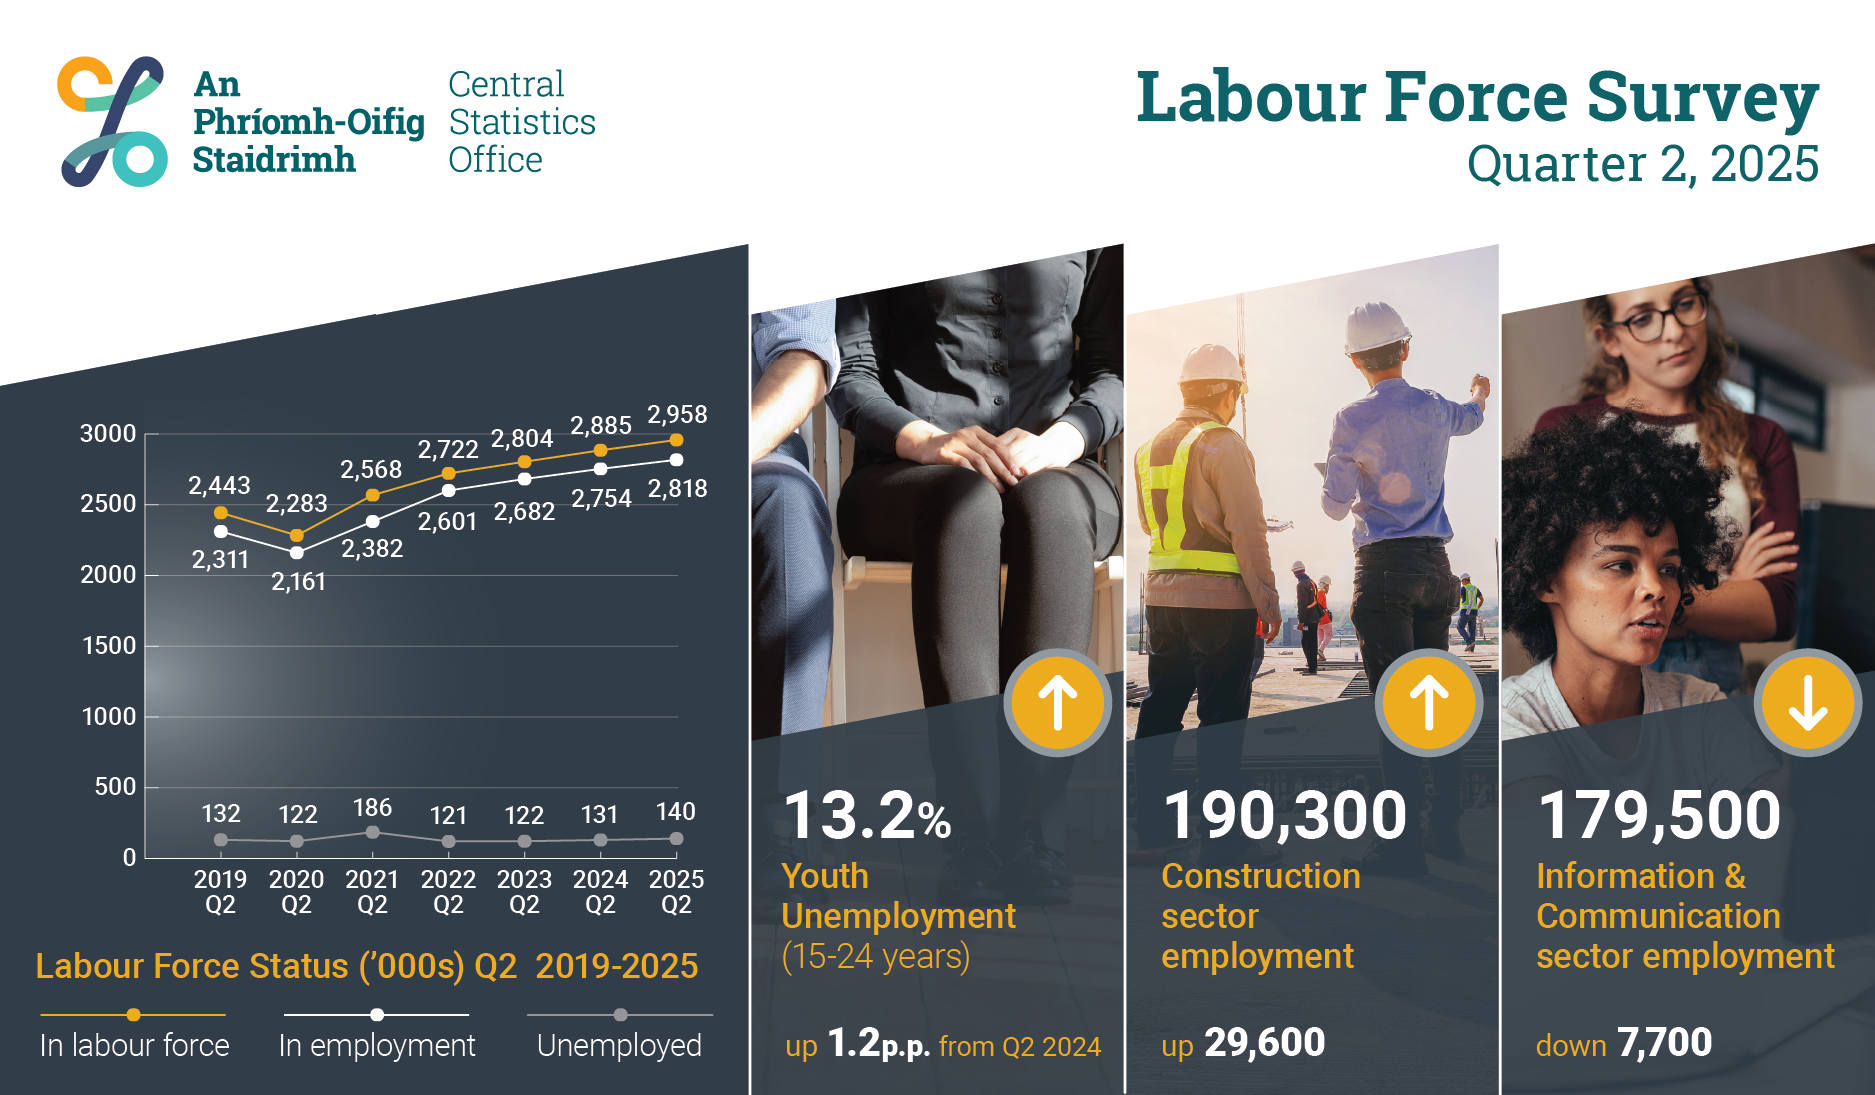 An
Phríomh-Oifig
Staidrimh
Central
Statistics
Office
Labour Force Survey
Quarter 2, 2025
3000
2500
2000
1500
1000
500
0
2,443
2,283
2,568
2,722
2,804
2,885
2,958
2,311
2,161
2,382
2,601
2,682
2,754
2,818
132
122
186
121
122
131
140
2019 Q2
2020 Q2
2021 Q2
2022 Q2
2023 Q2
2024 Q2
2025 Q2
Labour Force Status (’000s) Q2 2019-2025
In labour force
In employment
Unemployed
13.2%
Youth
Unemployment
(15-24 years)
up 1.2p.p. from Q2 2024
190,300
Construction
sector
employment
up 29,600
179,500
Information &
Communication
sector employment
down 7,700